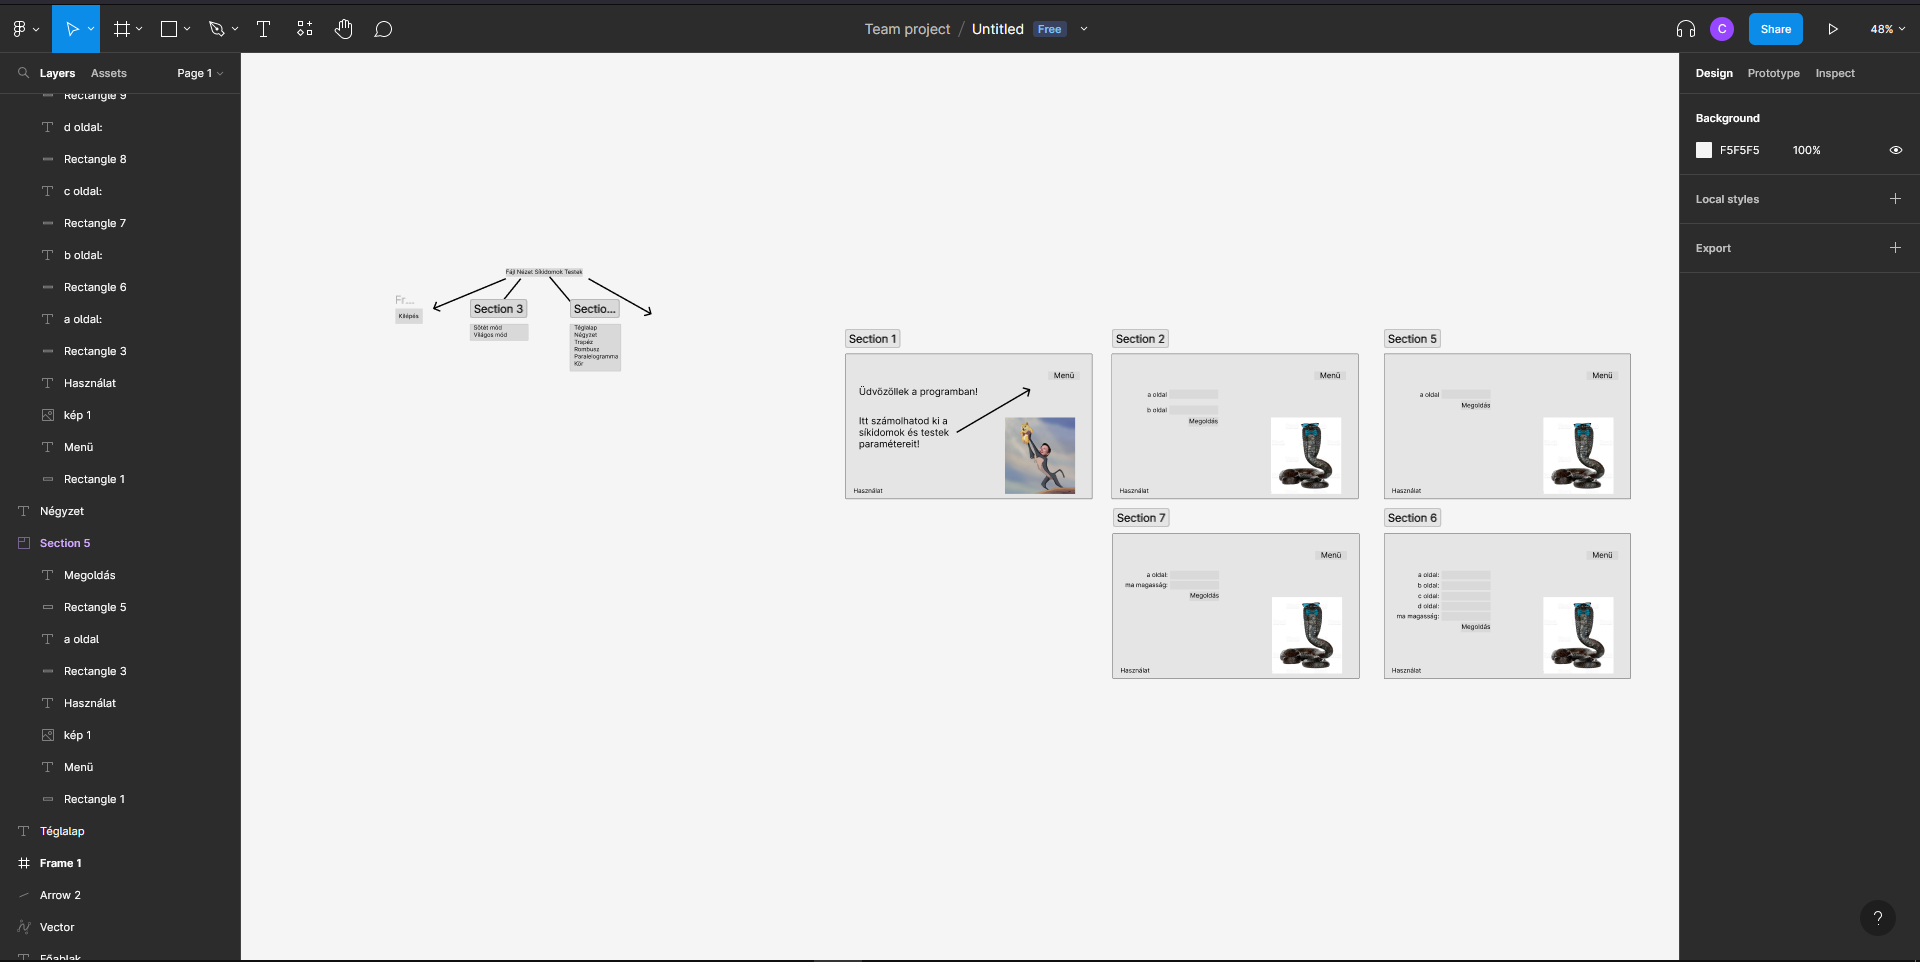 Team project / Untitled Free
C
Share
48%
Layers Assets Page 1
Rectangle 9
d oldal:
Rectangle 8
c oldal:
Rectangle 7
b oldal:
Rectangle 6
a oldal:
Rectangle 3
Használat
kép 1
Menü
Rectangle 1
Négyzet
Section 5
Megoldás
Rectangle 5
a oldal
Rectangle 3
Használat
kép 1
Menü
Rectangle 1
Téglalap
Frame 1
Arrow 2
Vector
Főablak
Fájl Nézet Síkidomok Testek
Fr...
Kilépés
Section 3
Sötét mód
Világos mód
Sectio...
Téglalap
Négyzet
Trapéz
Rombusz
Paralelogramma
Kör
Section 1
Menü
Üdvözöllek a programban!
Itt számolhatod ki a
síkidomok és testek
paramétereit!
Használat
Section 2
Menü
a oldal
b oldal
Megoldás
Használat
Section 5
Menü
a oldal
Megoldás
Használat
Section 7
Menü
a oldal:
ma magasság:
Megoldás
Használat
Section 6
Menü
a oldal:
b oldal:
c oldal:
d oldal:
ma magasság:
Megoldás
Használat
Design Prototype Inspect
Background
F5F5F5 100%
Local styles
Export
?